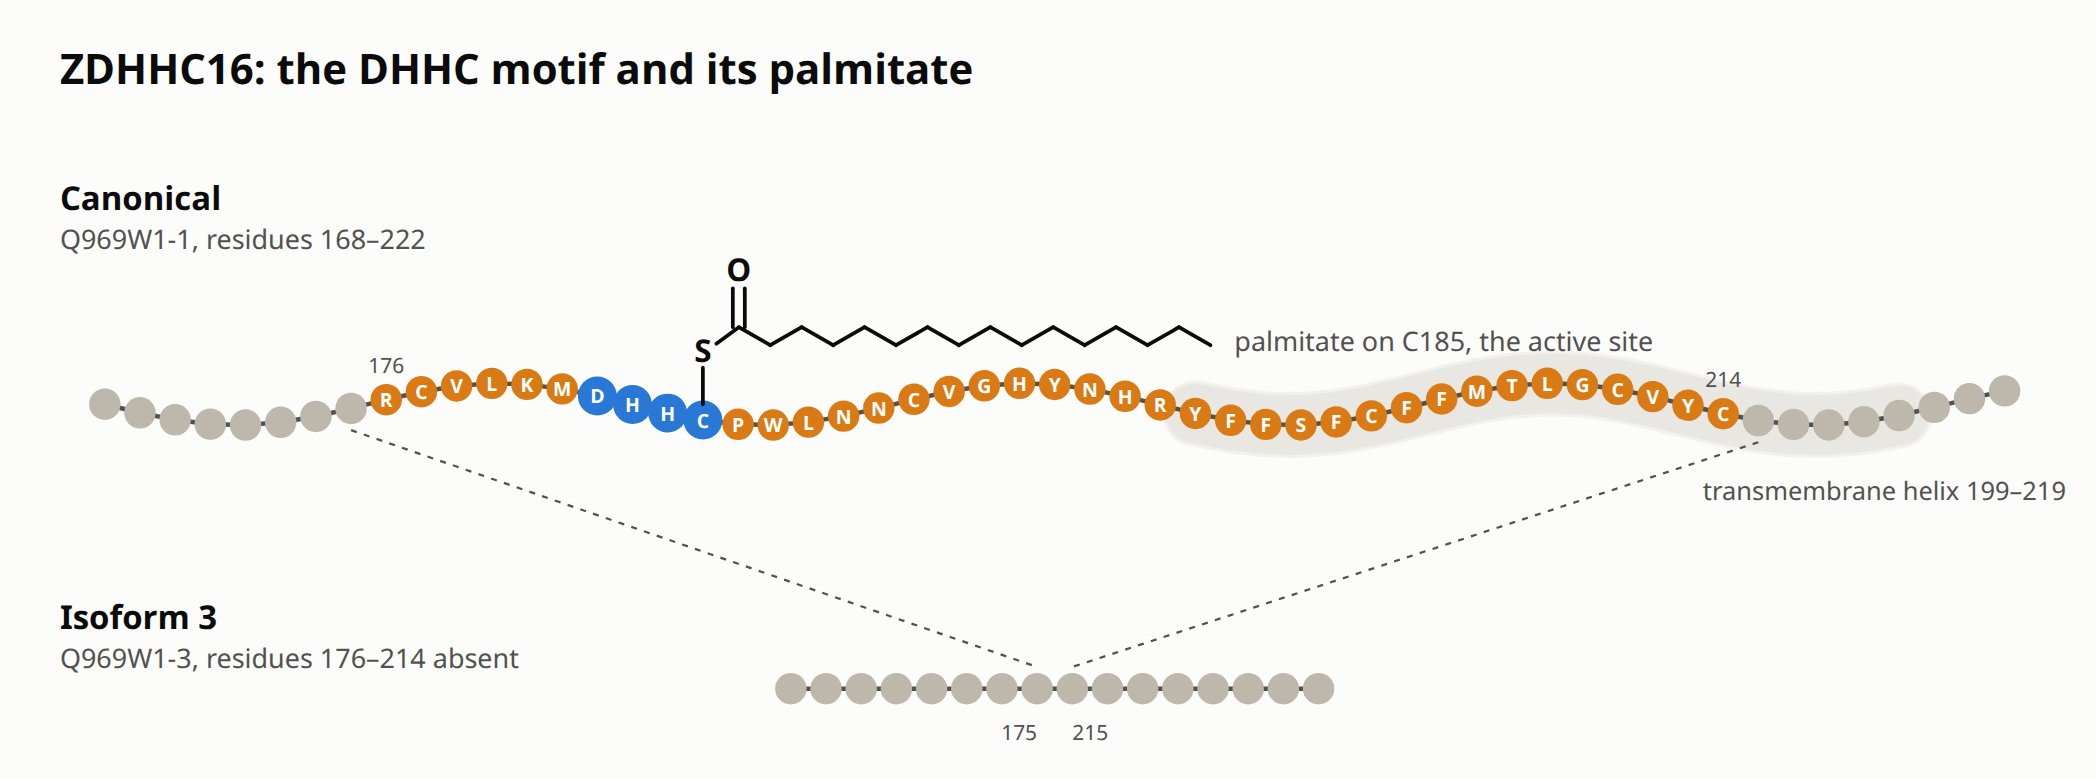 ZDHHC16: the DHHC motif and its palmitate
Canonical
Q969W1-1, residues 168–222
O
S
palmitate on C185, the active site
176
214
R C V L K M D H H C P W L N N C V G H Y N H R Y F F S F C F F M T L G C V Y C
transmembrane helix 199–219
Isoform 3
Q969W1-3, residues 176–214 absent
175 215